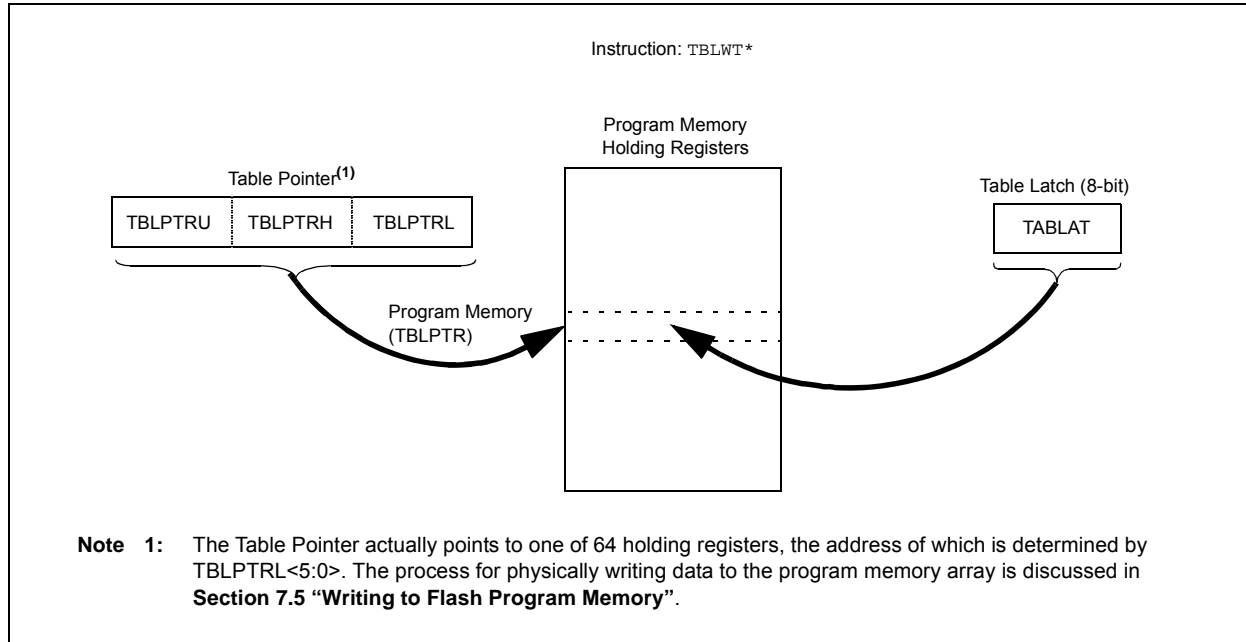 Instruction: TBLWT*
Program Memory
Holding Registers
Table Pointer(1)
Table Latch (8-bit)
TBLPTRU TBLPTRH TBLPTRL
TABLAT
Program Memory
(TBLPTR)
Note 1: The Table Pointer actually points to one of 64 holding registers, the address of which is determined by
TBLPTRL<5:0>. The process for physically writing data to the program memory array is discussed in
Section 7.5 “Writing to Flash Program Memory”.